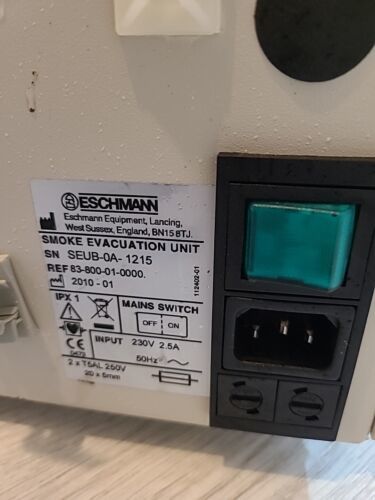 ESCHMANN
Eschmann Equipment, Lancing,
West Sussex, England, BN15 8TJ.
SMOKE EVACUATION UNIT
SN SEUB-0A- 1215
REF 83-800-01-0000.
2010 - 01
112402-01
IPX 1
MAINS SWITCH
OFF ON
CE
0473
INPUT 230V 2.5A
50Hz
2 x T5AL 250V
20 x 5mm